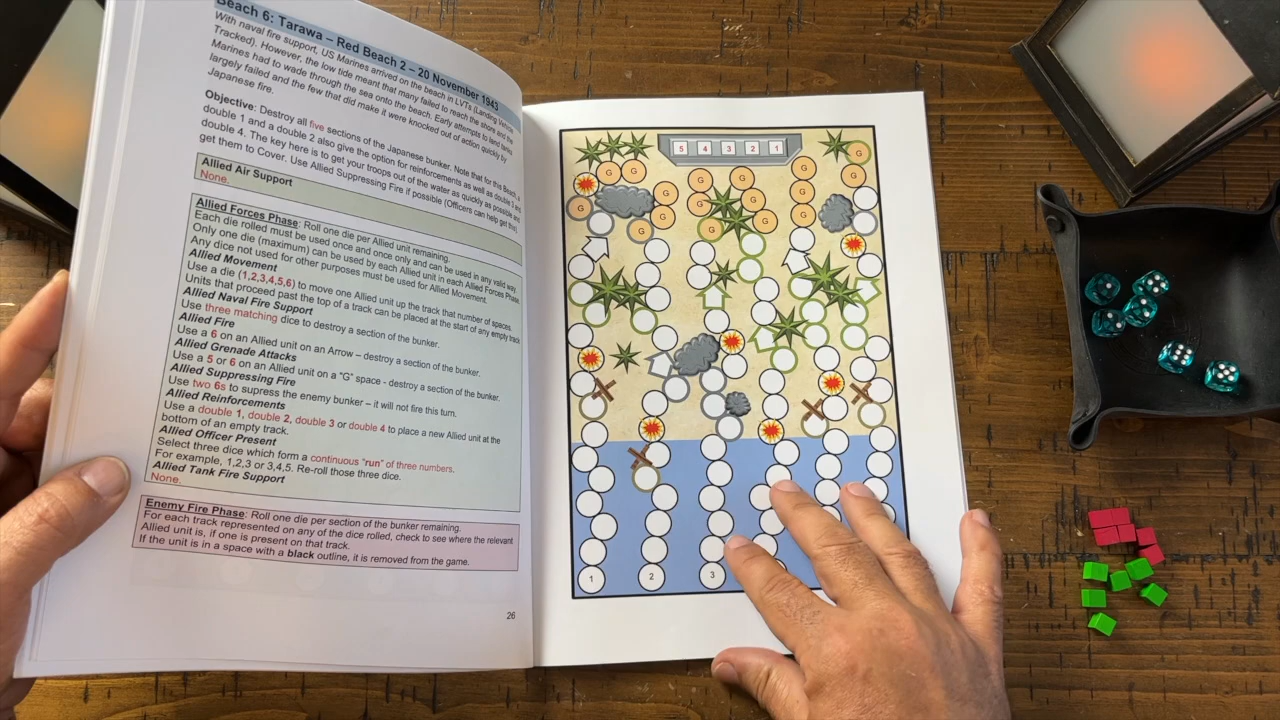 Beach 6: Tarawa – Red Beach 2 – 20 November 1943
With naval fire support, US Marines arrived on the beach in LVTs (Landing Vehicle
Tracked). However, the low tide meant that many failed to reach the shore and the
Marines had to wade through the sea onto the beach. Early attempts to land tanks
largely failed and the few that did make it were knocked out of action quickly by
Japanese fire.
Objective: Destroy all five sections of the Japanese bunker. Note that for this Beach, a
double 1 and a double 2 also give the option for reinforcements as well as double 3 and
double 4. The key here is to get your troops out of the water as quickly as possible and
get them to Cover. Use Allied Suppressing Fire if possible (Officers can help get this)
Allied Air Support
None.
Allied Forces Phase: Roll one die per Allied unit remaining.
Each die rolled must be used once and once only and can be used in any valid way.
Only one die (maximum) can be used by each Allied unit in each Allied Forces Phase.
Any dice not used for other purposes must be used for Allied Movement.
Allied Movement
Use a die (1,2,3,4,5,6) to move one Allied unit up the track that number of spaces.
Units that proceed past the top of a track can be placed at the start of any empty track
Allied Naval Fire Support
Use three matching dice to destroy a section of the bunker.
Allied Fire
Use a 6 on an Allied unit on an Arrow – destroy a section of the bunker.
Allied Grenade Attacks
Use a 5 or 6 on an Allied unit on a "G" space - destroy a section of the bunker.
Allied Suppressing Fire
Use two 6s to supress the enemy bunker – it will not fire this turn.
Allied Reinforcements
Use a double 1, double 2, double 3 or double 4 to place a new Allied unit at the
bottom of an empty track.
Allied Officer Present
Select three dice which form a continuous "run" of three numbers.
For example, 1,2,3 or 3,4,5. Re-roll those three dice.
Allied Tank Fire Support
None.
Enemy Fire Phase: Roll one die per section of the bunker remaining.
For each track represented on any of the dice rolled, check to see where the relevant
Allied unit is, if one is present on that track.
If the unit is in a space with a black outline, it is removed from the game.
26
5 4 3 2 1
G G G G G G G
G G G G G G
G G G G
1 2 3